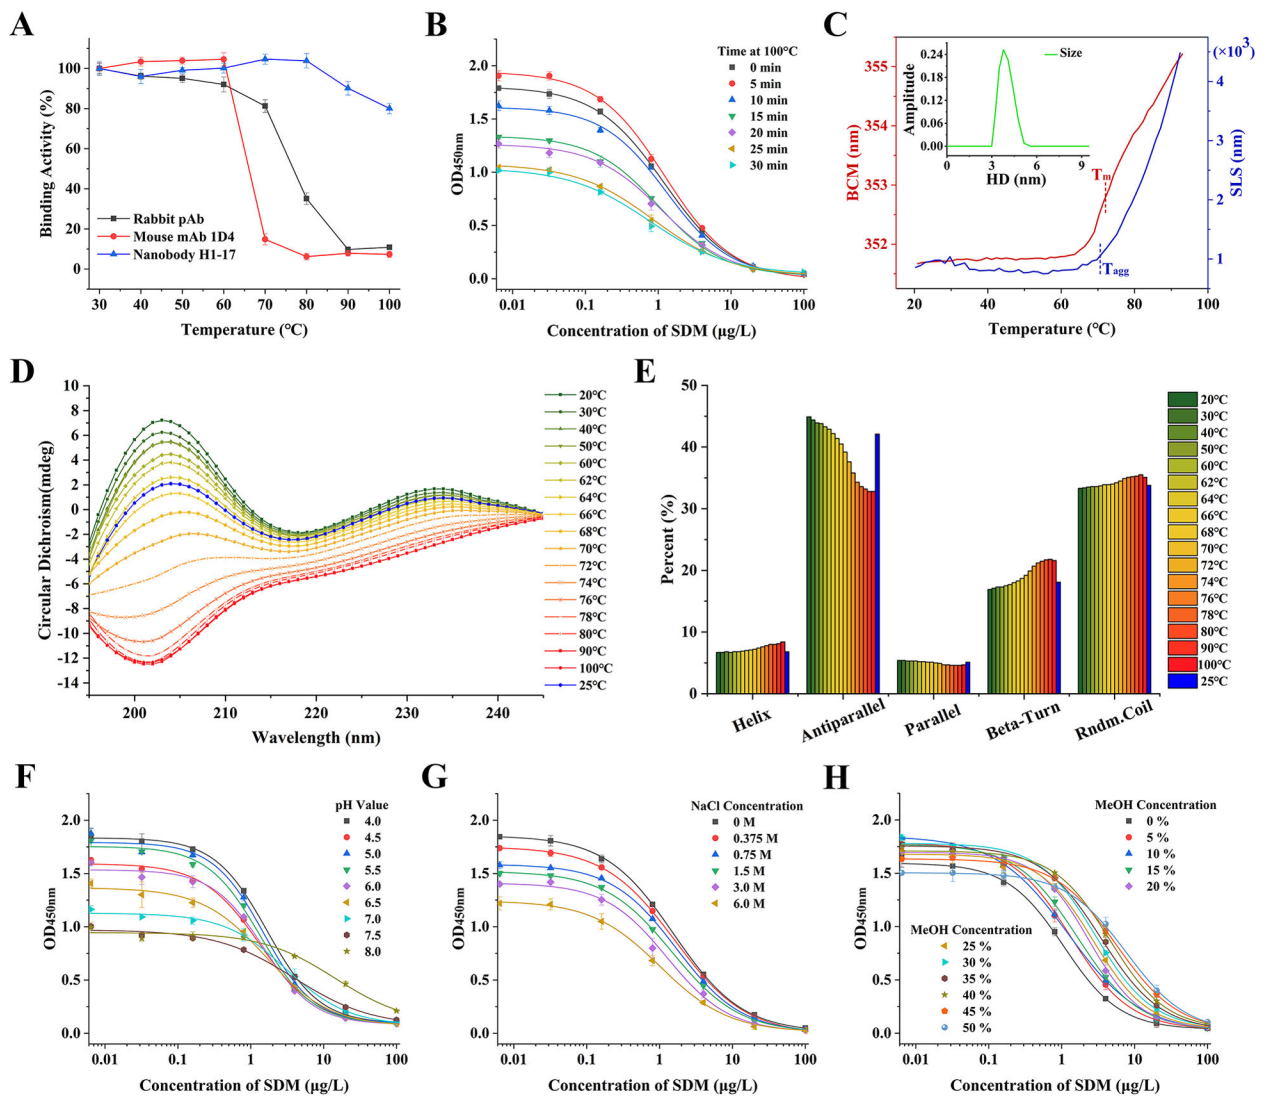 A
Binding Activity (%)
100
80
60
40
20
0
Rabbit pAb
Mouse mAb 1D4
Nanobody H1-17
30 40 50 60 70 80 90 100
Temperature (℃)
B
OD450nm
2.0
1.5
1.0
0.5
0.0
Time at 100℃
0 min
5 min
10 min
15 min
20 min
25 min
30 min
0.01 0.1 1 10 100
Concentration of SDM (μg/L)
C
BCM (nm)
355
354
353
352
Amplitude
0.24
0.18
0.12
0.06
0.00
Size
0 3 6 9
HD (nm)
Tm
Tagg
(×10³)
4
3
2
1
SLS (nm)
20 40 60 80 100
Temperature (℃)
D
Circular Dichroism(mdeg)
10
8
6
4
2
0
-2
-4
-6
-8
-10
-12
-14
20℃
30℃
40℃
50℃
60℃
62℃
64℃
66℃
68℃
70℃
72℃
74℃
76℃
78℃
80℃
90℃
100℃
25℃
200 210 220 230 240
Wavelength (nm)
E
Percent (%)
50
40
30
20
10
0
Helix
Antiparallel
Parallel
Beta-Turn
Rndm.Coil
20℃
30℃
40℃
50℃
60℃
62℃
64℃
66℃
68℃
70℃
72℃
74℃
76℃
78℃
80℃
90℃
100℃
25℃
F
OD450nm
2.0
1.5
1.0
0.5
0.0
pH Value
4.0
4.5
5.0
5.5
6.0
6.5
7.0
7.5
8.0
0.01 0.1 1 10 100
Concentration of SDM (μg/L)
G
OD450nm
2.0
1.5
1.0
0.5
0.0
NaCl Concentration
0 M
0.375 M
0.75 M
1.5 M
3.0 M
6.0 M
0.01 0.1 1 10 100
Concentration of SDM (μg/L)
H
OD450nm
2.0
1.5
1.0
0.5
0.0
MeOH Concentration
0 %
5 %
10 %
15 %
20 %
MeOH Concentration
25 %
30 %
35 %
40 %
45 %
50 %
0.01 0.1 1 10 100
Concentration of SDM (μg/L)